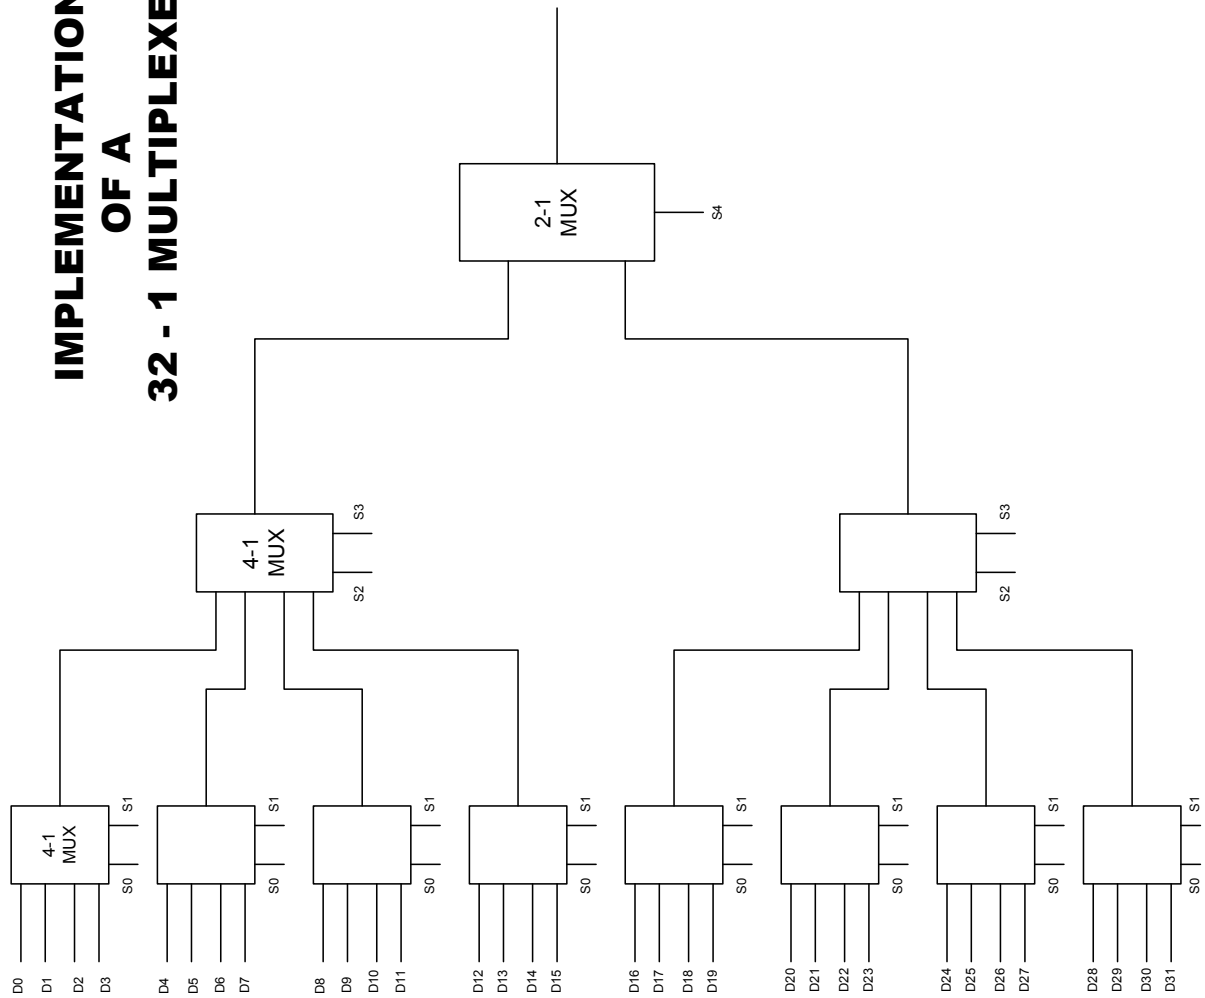 IMPLEMENTATION
OF A
32 - 1 MULTIPLEXE
2-1
MUX
S4
4-1
MUX
S3
S2
S3
S2
4-1
MUX
S1
S0
S1
S0
S1
S0
S1
S0
S1
S0
S1
S0
S1
S0
S1
S0
D0
D1
D2
D3
D4
D5
D6
D7
D8
D9
D10
D11
D12
D13
D14
D15
D16
D17
D18
D19
D20
D21
D22
D23
D24
D25
D26
D27
D28
D29
D30
D31